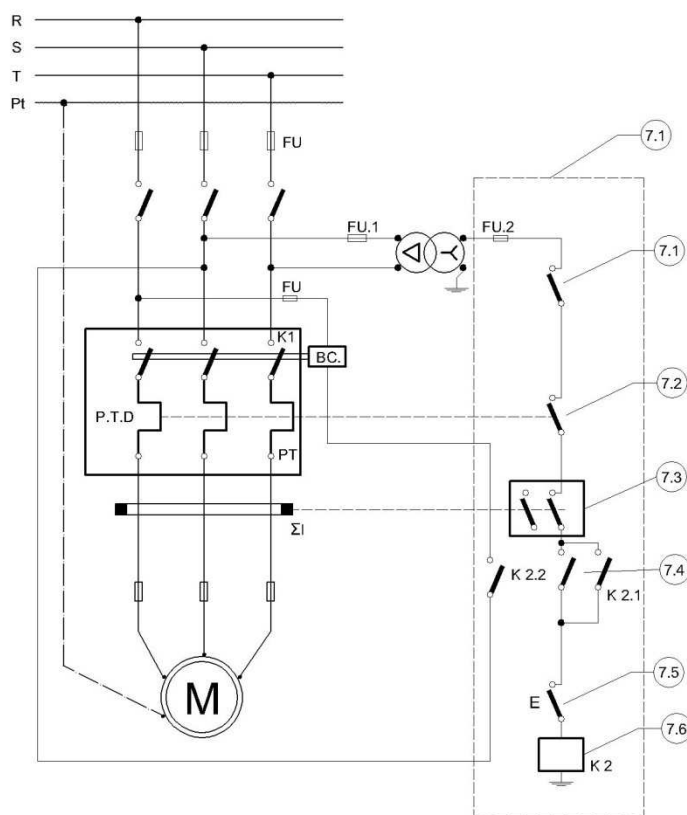 R
S
T
Pt
FU
7.1
FU.1
FU.2
7.1
FU
K1
BC.
7.2
P.T.D
PT
7.3
ΣI
K 2.2
7.4
K 2.1
7.5
E
M
7.6
K 2